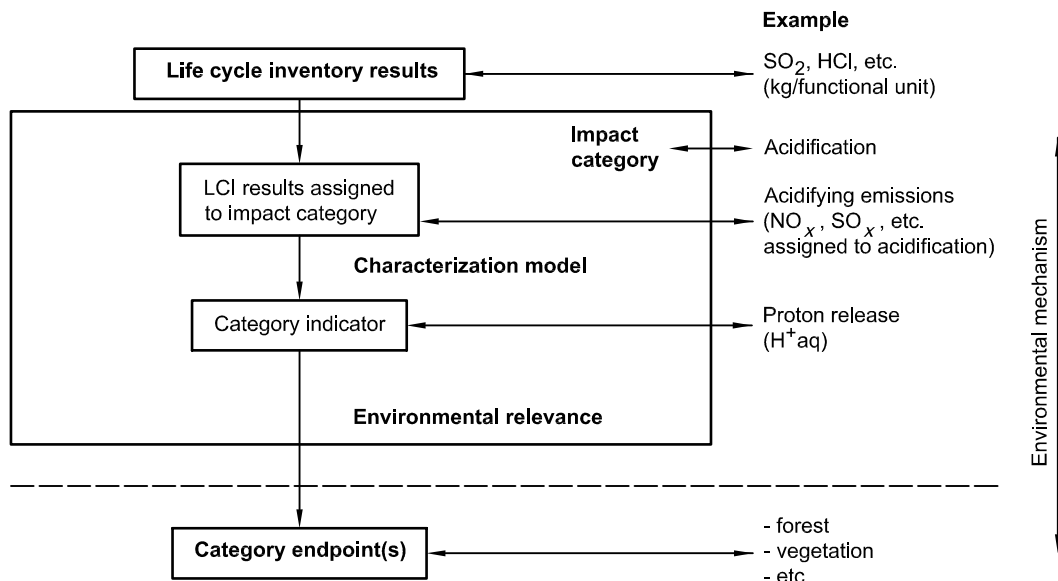 Example
Life cycle inventory results
SO2, HCl, etc.
(kg/functional unit)
Impact
category
Acidification
LCI results assigned
to impact category
Acidifying emissions
(NOx, SOx, etc.
assigned to acidification)
Characterization model
Category indicator
Proton release
(H+aq)
Environmental relevance
Environmental mechanism
Category endpoint(s)
- forest
- vegetation
- etc